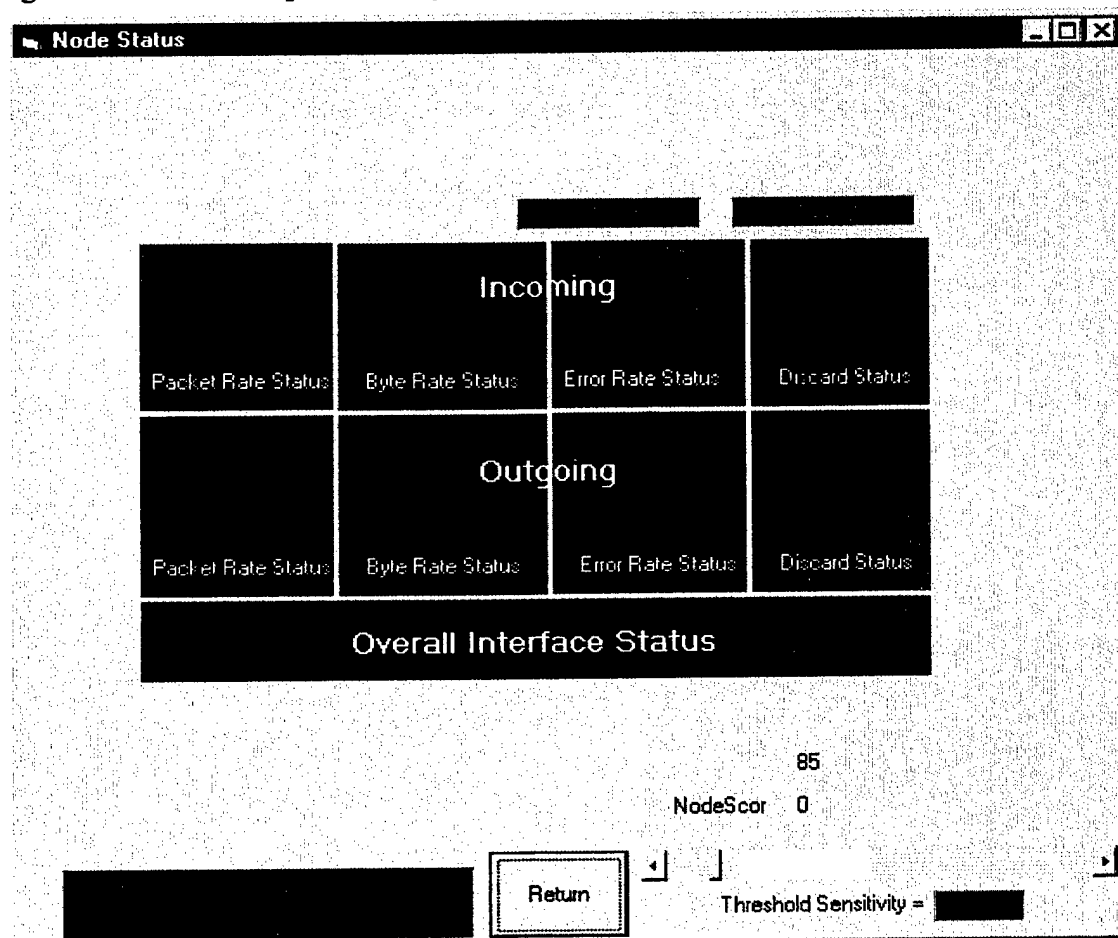 Node Status
Incoming
Packet Rate Status Byte Rate Status Error Rate Status Discard Status
Outgoing
Packet Rate Status Byte Rate Status Error Rate Status Discard Status
Overall Interface Status
85
NodeScor 0
Return
Threshold Sensitivity =